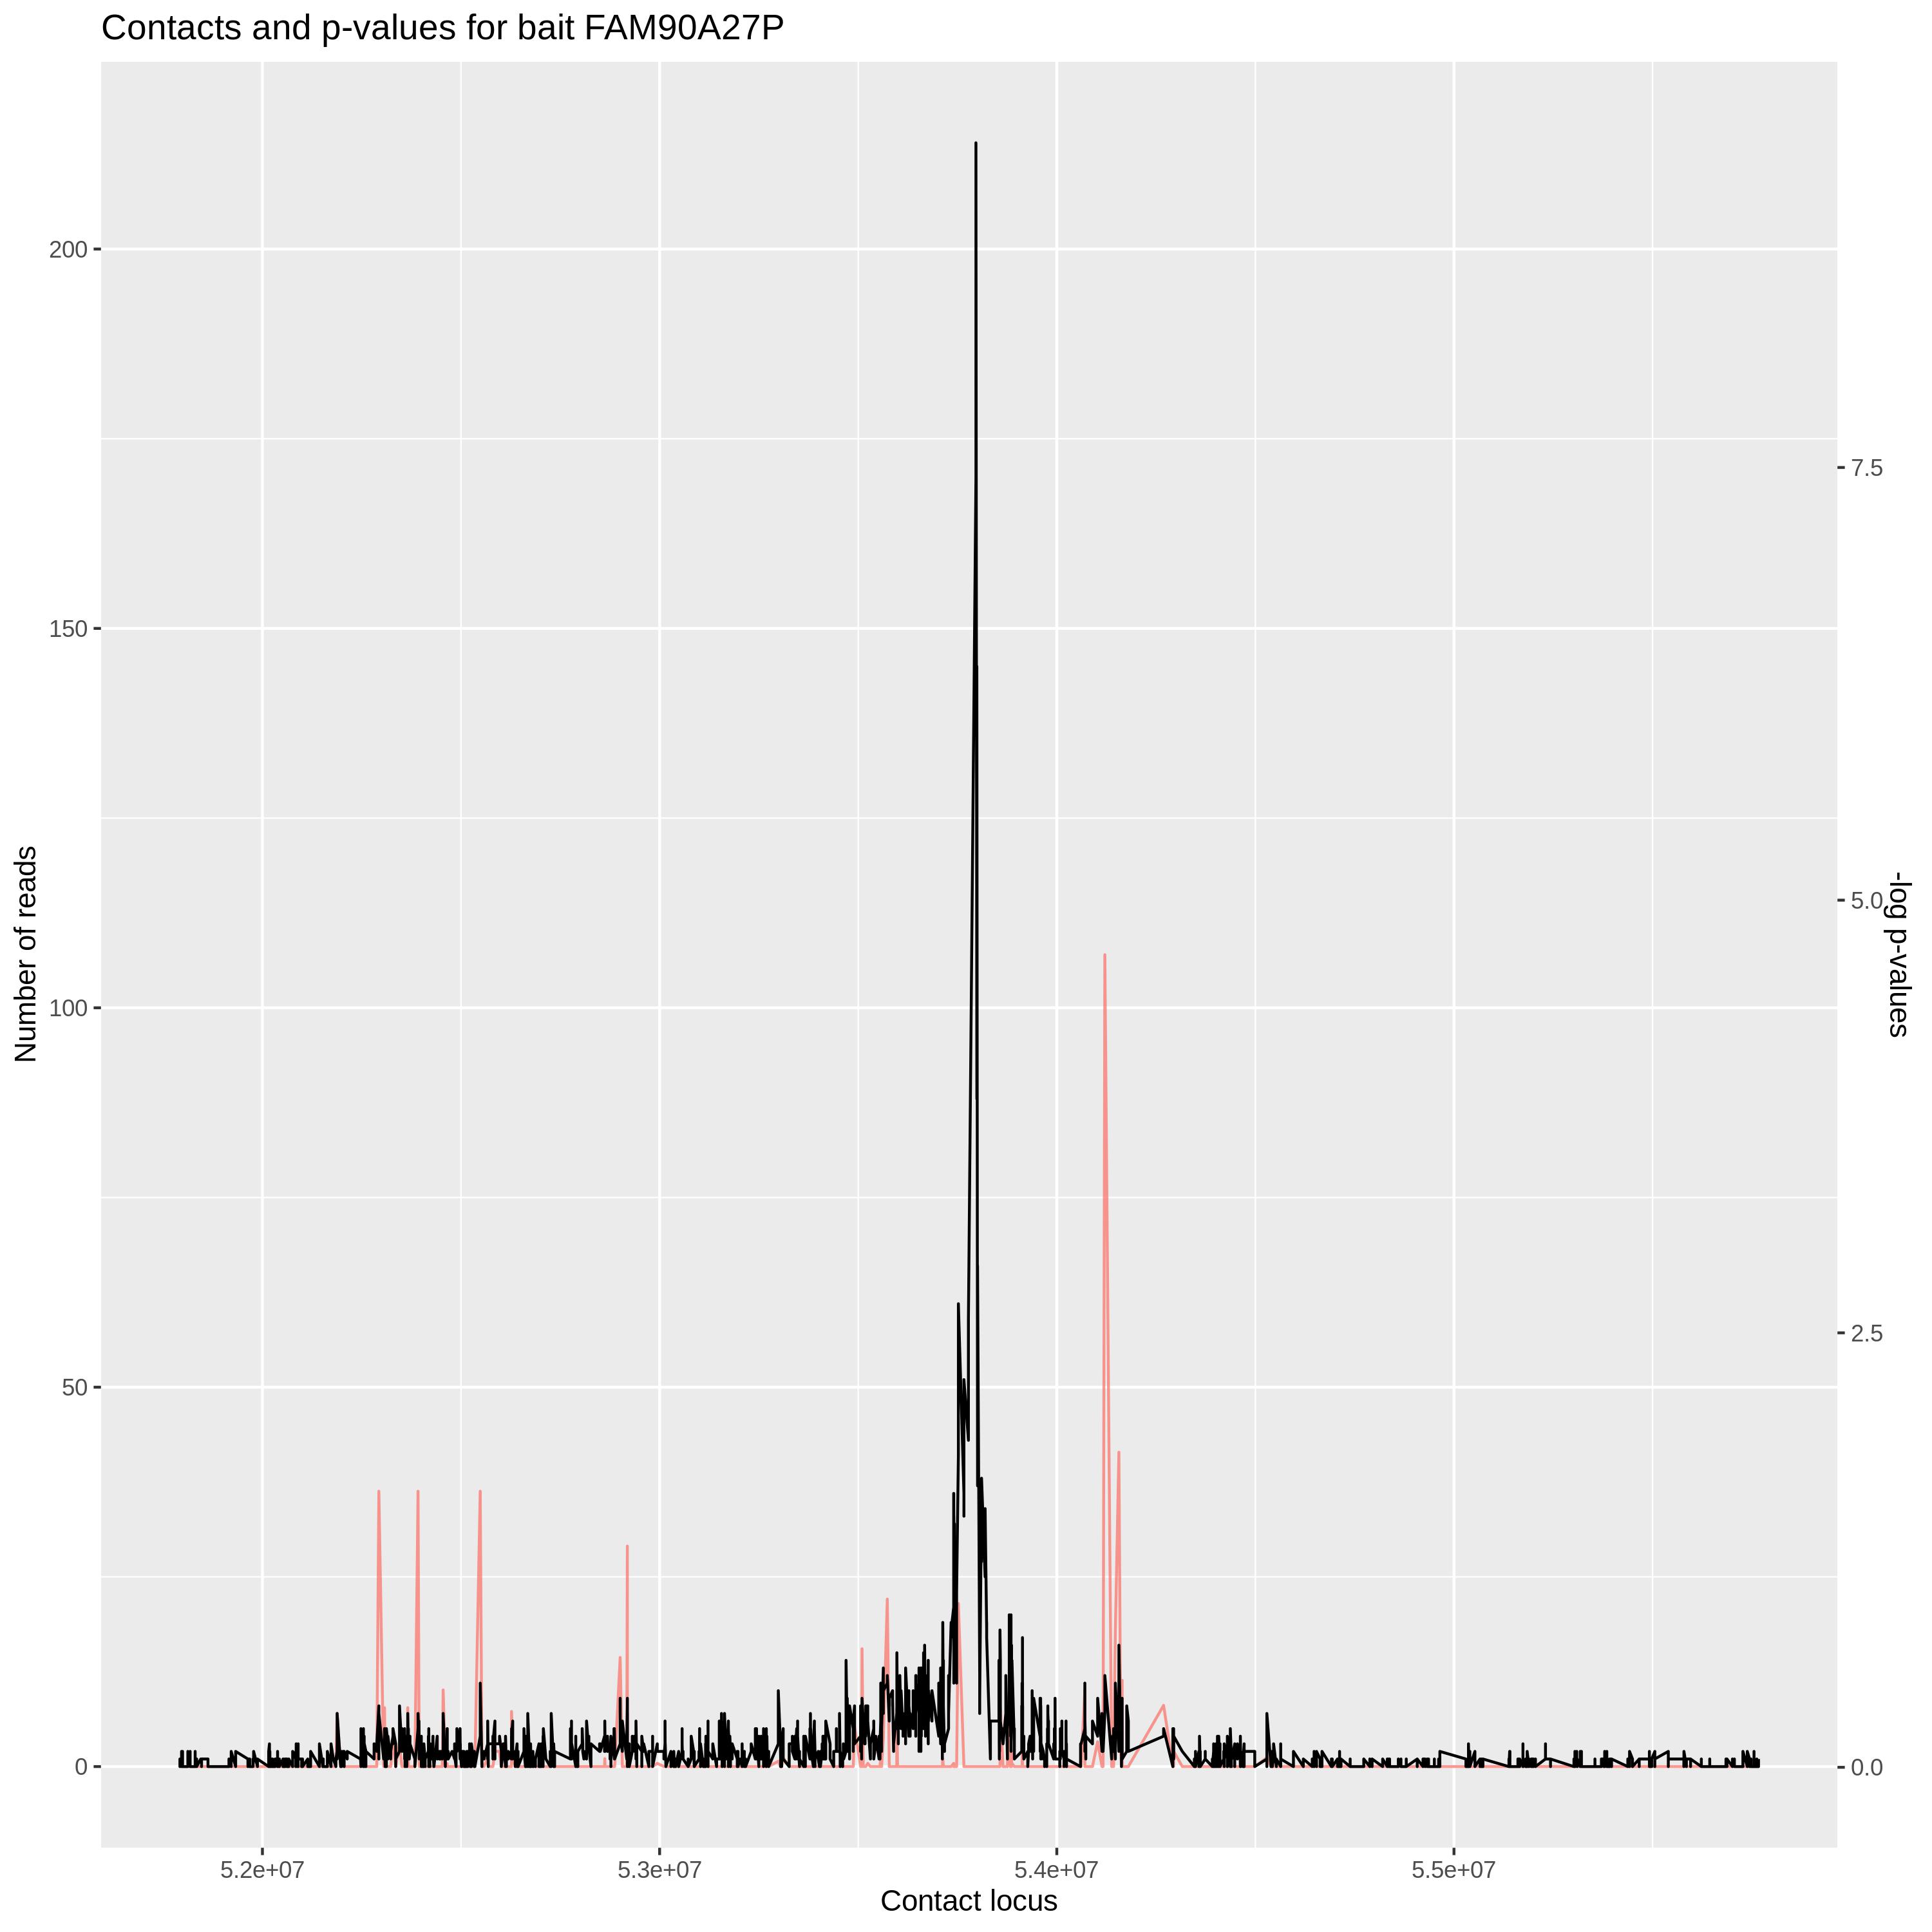 Contacts and p-values for bait FAM90A27P
200
150
100
50
0
Number of reads
7.5
5.0
2.5
0.0
-log p-values
5.2e+07
5.3e+07
5.4e+07
5.5e+07
Contact locus